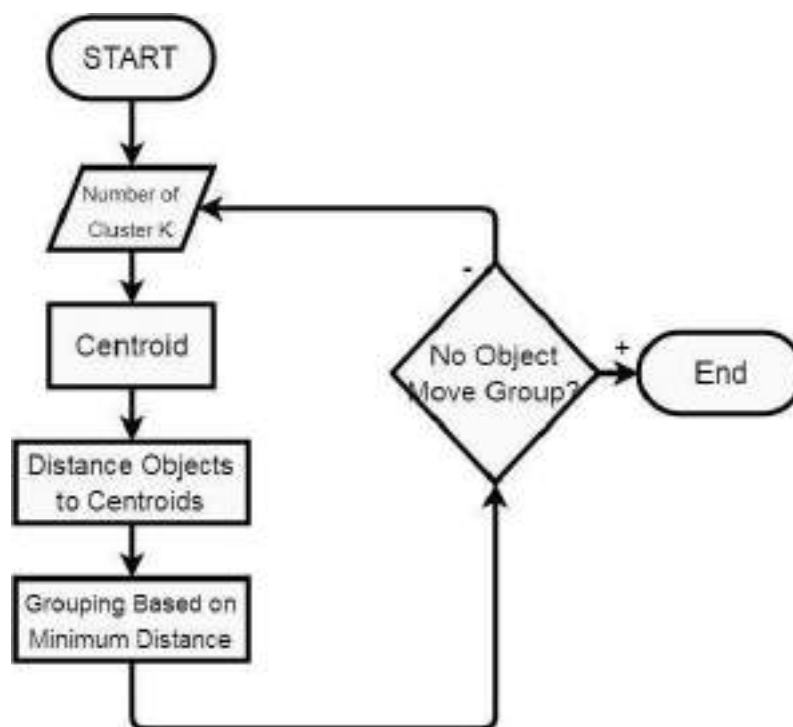 START
Number of
Cluster K
Centroid
Distance Objects
to Centroids
Grouping Based on
Minimum Distance
-
No Object
Move Group?
+
End